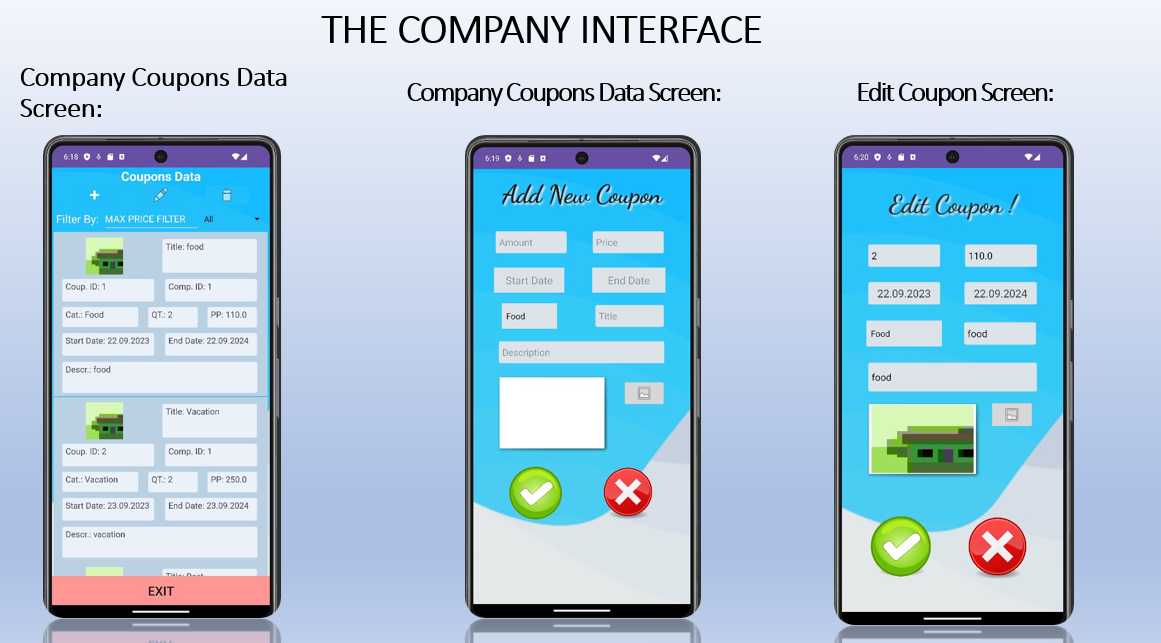 THE COMPANY INTERFACE
Company Coupons Data
Screen:
6:18
Coupons Data
Filter By: MAX PRICE FILTER All
Title: food
Coup. ID: 1 Comp. ID: 1
Cat.: Food QT.: 2 PP: 110.0
Start Date: 22.09.2023 End Date: 22.09.2024
Descr.: food
Title: Vacation
Coup. ID: 2 Comp. ID: 1
Cat.: Vacation QT.: 2 PP: 250.0
Start Date: 23.09.2023 End Date: 23.09.2024
Descr.: vacation
EXIT
Company Coupons Data Screen:
6:19
Add New Coupon
Amount Price
Start Date End Date
Food Title
Description
Edit Coupon Screen:
6:20
Edit Coupon !
2 110.0
22.09.2023 22.09.2024
Food food
food